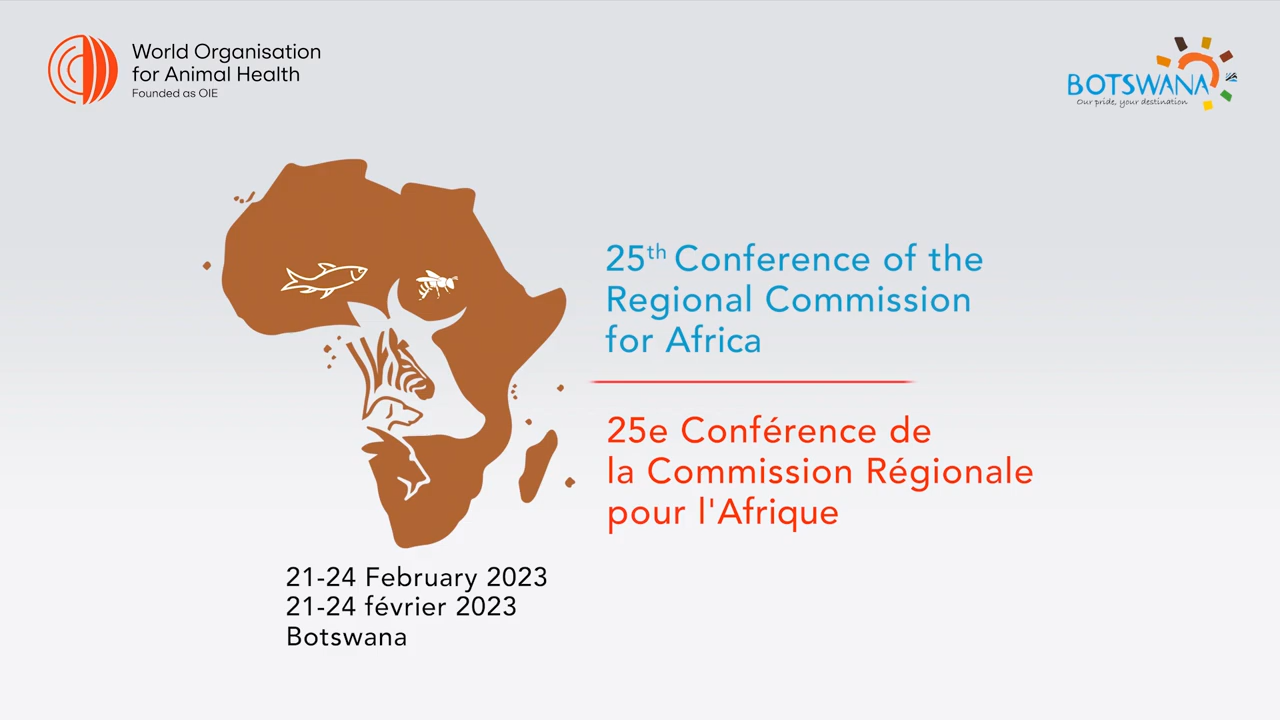 World Organisation
for Animal Health
Founded as OIE
BOTSWANA
Our pride, your destination
25th Conference of the
Regional Commission
for Africa
25e Conférence de
la Commission Régionale
pour l'Afrique
21-24 February 2023
21-24 février 2023
Botswana